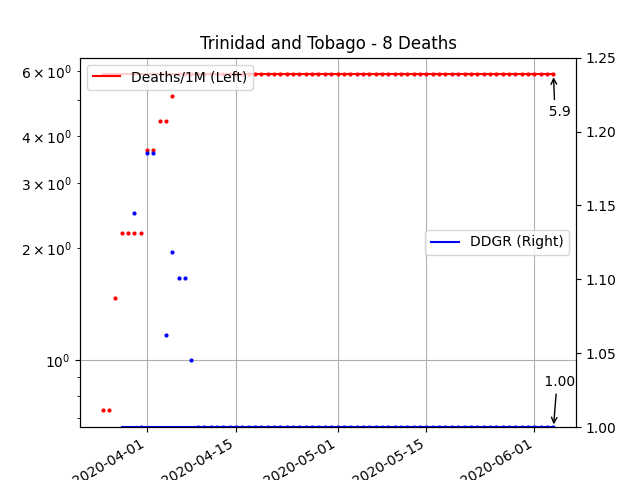 Trinidad and Tobago - 8 Deaths
6 × 10⁰
4 × 10⁰
3 × 10⁰
2 × 10⁰
10⁰
Deaths/1M (Left)
DDGR (Right)
5.9
1.00
1.25
1.20
1.15
1.10
1.05
1.00
2020-04-01
2020-04-15
2020-05-01
2020-05-15
2020-06-01